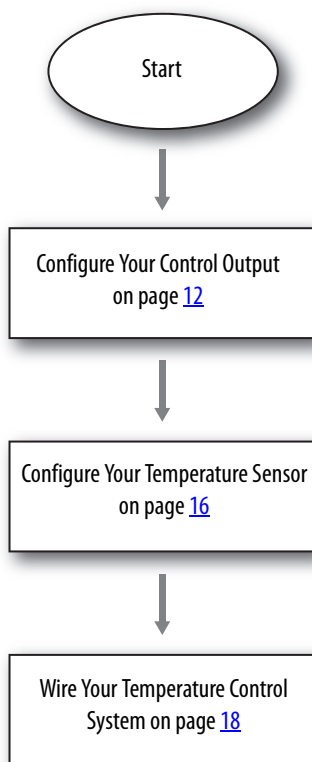 Start
Configure Your Control Output
on page 12
Configure Your Temperature Sensor
on page 16
Wire Your Temperature Control
System on page 18